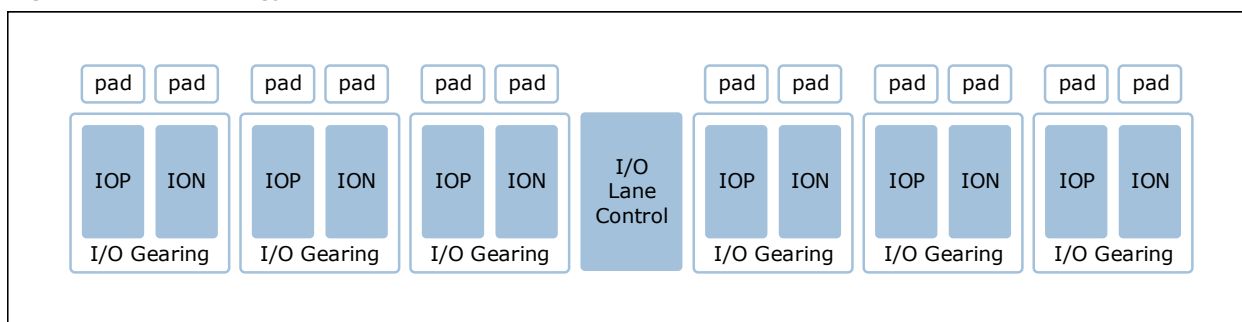 pad pad pad pad pad pad pad pad pad pad pad pad
IOP ION IOP ION IOP ION I/O Lane Control IOP ION IOP ION IOP ION
I/O Gearing I/O Gearing I/O Gearing I/O Gearing I/O Gearing I/O Gearing